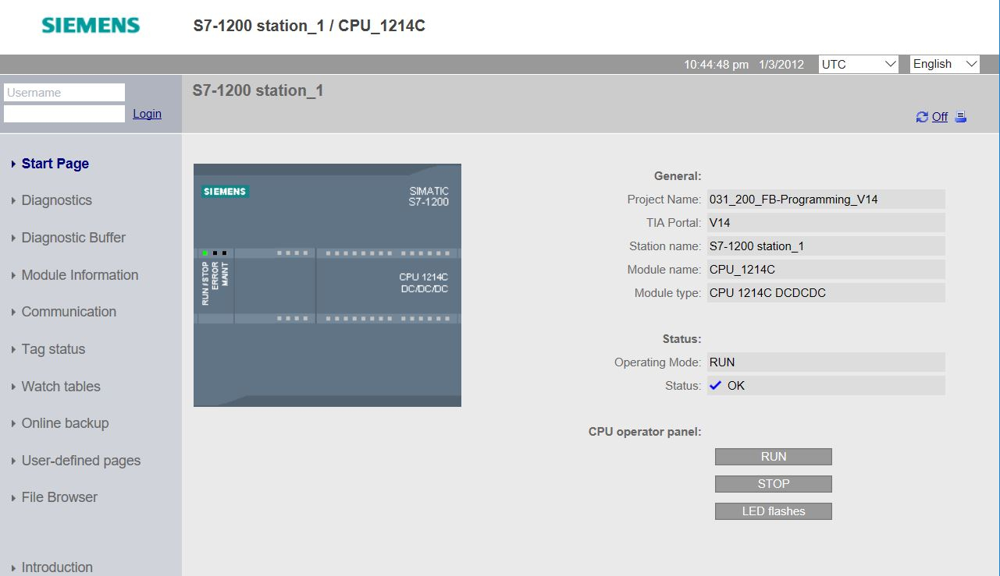 SIEMENS
S7-1200 station_1 / CPU_1214C
10:44:48 pm 1/3/2012 UTC English
Username
Login
S7-1200 station_1
Off
Start Page
Diagnostics
Diagnostic Buffer
Module Information
Communication
Tag status
Watch tables
Online backup
User-defined pages
File Browser
Introduction
SIEMENS
SIMATIC
S7-1200
RUN / STOP
ERROR
MAINT
CPU 1214C
DC/DC/DC
General:
Project Name: 031_200_FB-Programming_V14
TIA Portal: V14
Station name: S7-1200 station_1
Module name: CPU_1214C
Module type: CPU 1214C DCDCDC
Status:
Operating Mode: RUN
Status: OK
CPU operator panel:
RUN
STOP
LED flashes